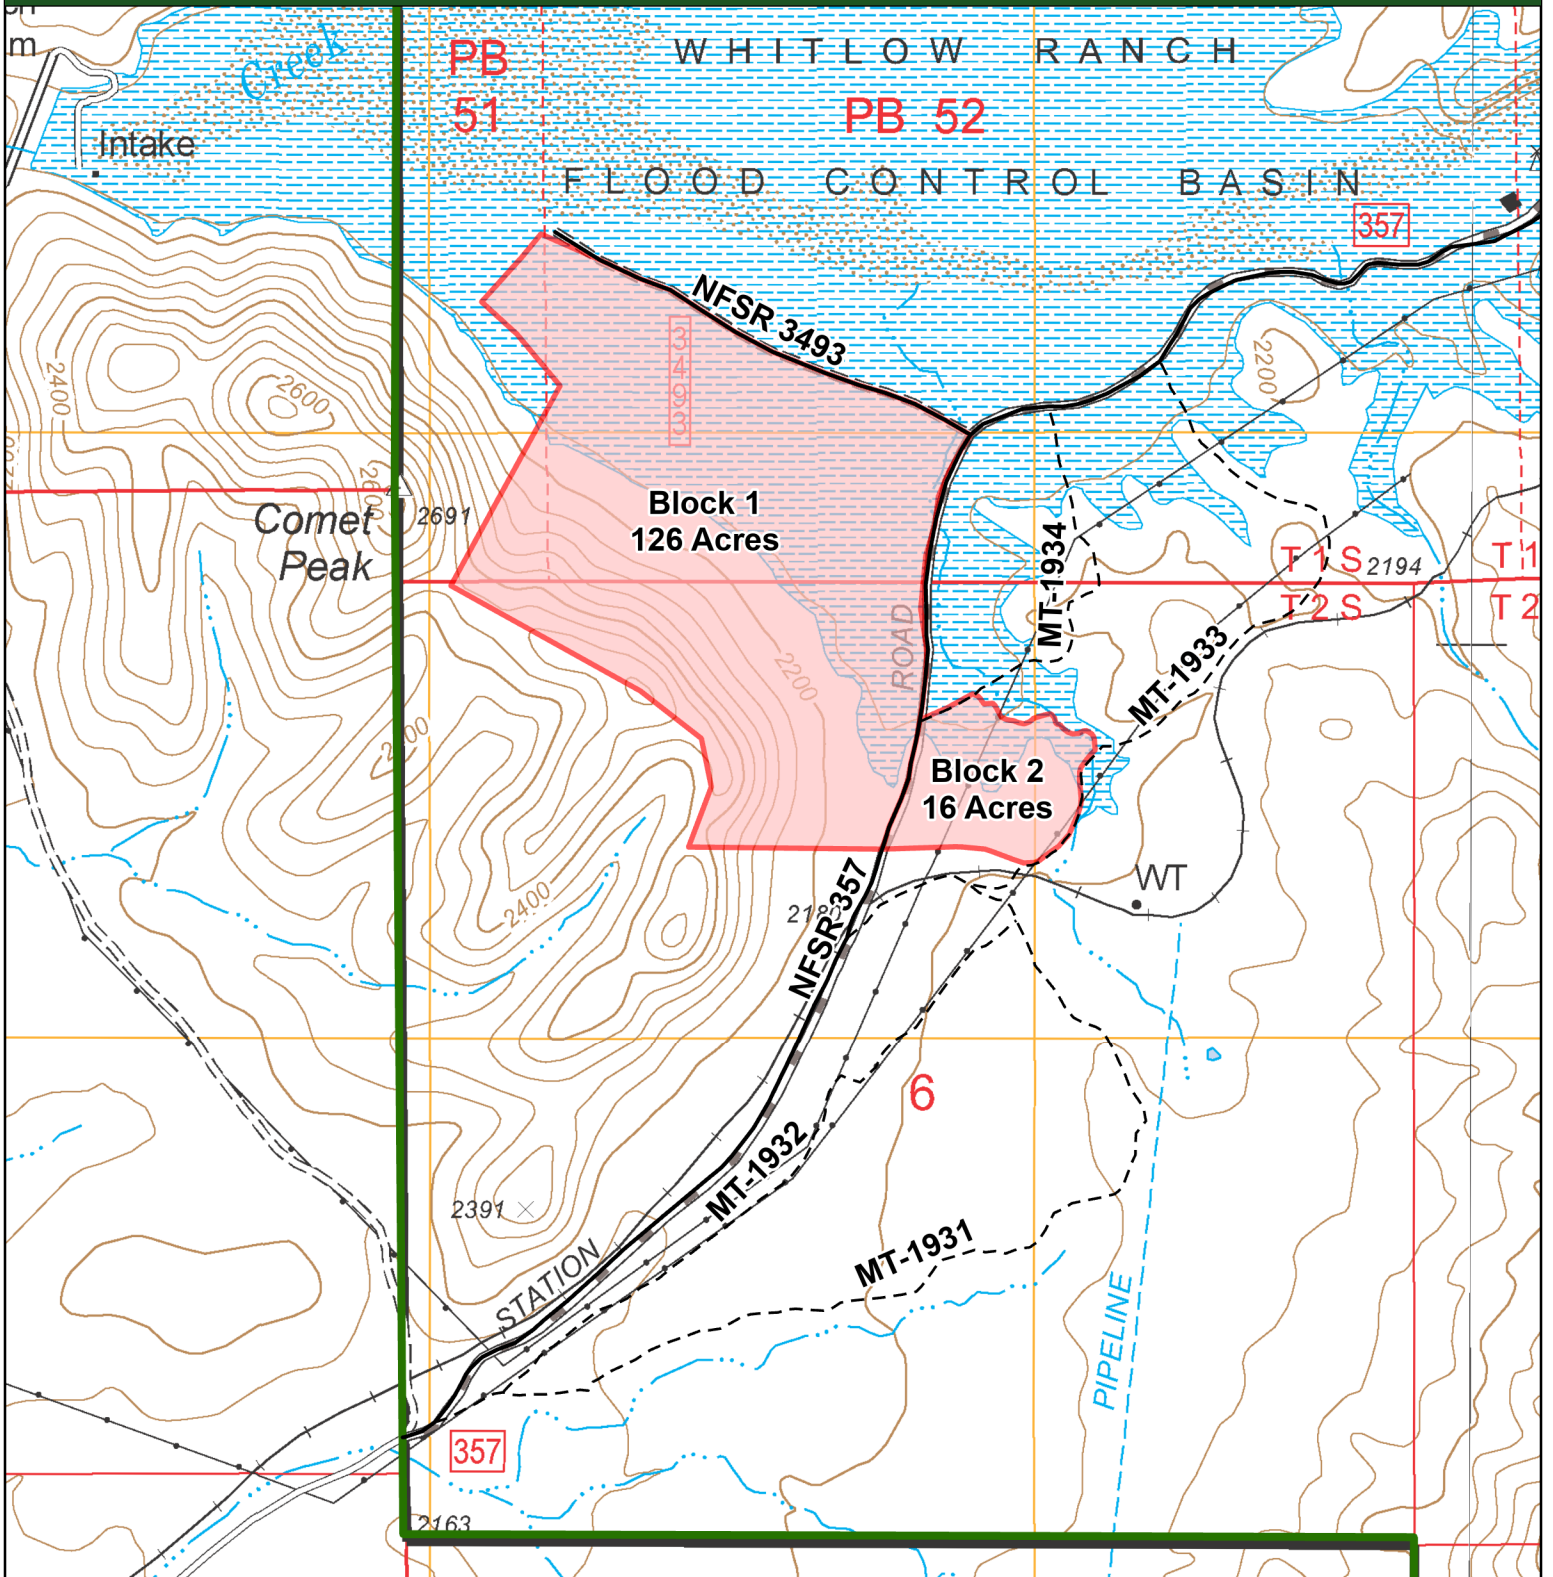 m
WHITLOW RANCH
PB
51
PB 52
Creek
Intake
FLOOD CONTROL BASIN
357
NFSR 3493
3493
2200
2400
2600
2600
2691
Comet
Peak
Block 1
126 Acres
MT-1934
T 1 S
2194
T 1
T 2 S
T 2
ROAD
MT-1933
2200
Block 2
16 Acres
2400
WT
NFSR 357
6
MT-1932
2391
MT-1931
STATION
PIPELINE
357
2163